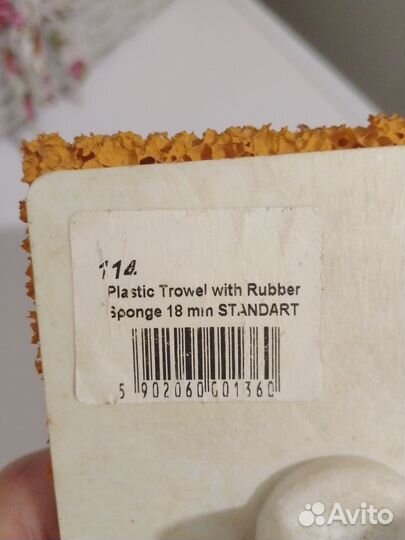 114.
Plastic Trowel with Rubber
Sponge 18 mm STANDART
5 902060 001360
Avito